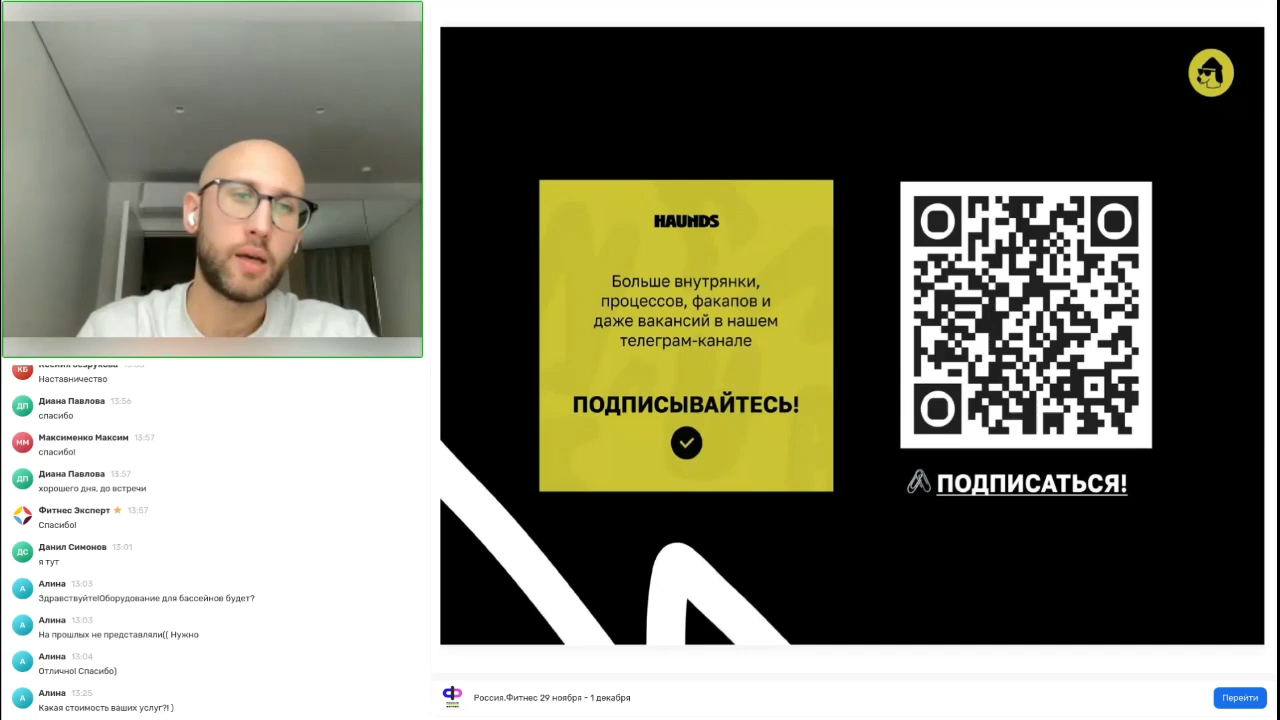 HAUNDS
Больше внутрянки,
процессов, факапов и
даже вакансий в нашем
телеграм-канале
ПОДПИСЫВАЙТЕСЬ!
ПОДПИСАТЬСЯ!
КБ
Наставничество
ДП
Диана Павлова 13:56
спасибо
ММ
Максименко Максим 13:57
спасибо!
ДП
Диана Павлова 13:57
хорошего дня, до встречи
Фитнес Эксперт 13:57
Спасибо!
ДС
Данил Симонов 13:01
я тут
А
Алина 13:03
Здравствуйте!Оборудование для бассейнов будет?
А
Алина 13:03
На прошлых не представляли(( Нужно
А
Алина 13:04
Отлично! Спасибо)
А
Алина 13:25
Какая стоимость ваших услуг?! )
Россия.Фитнес 29 ноября - 1 декабря
Перейти